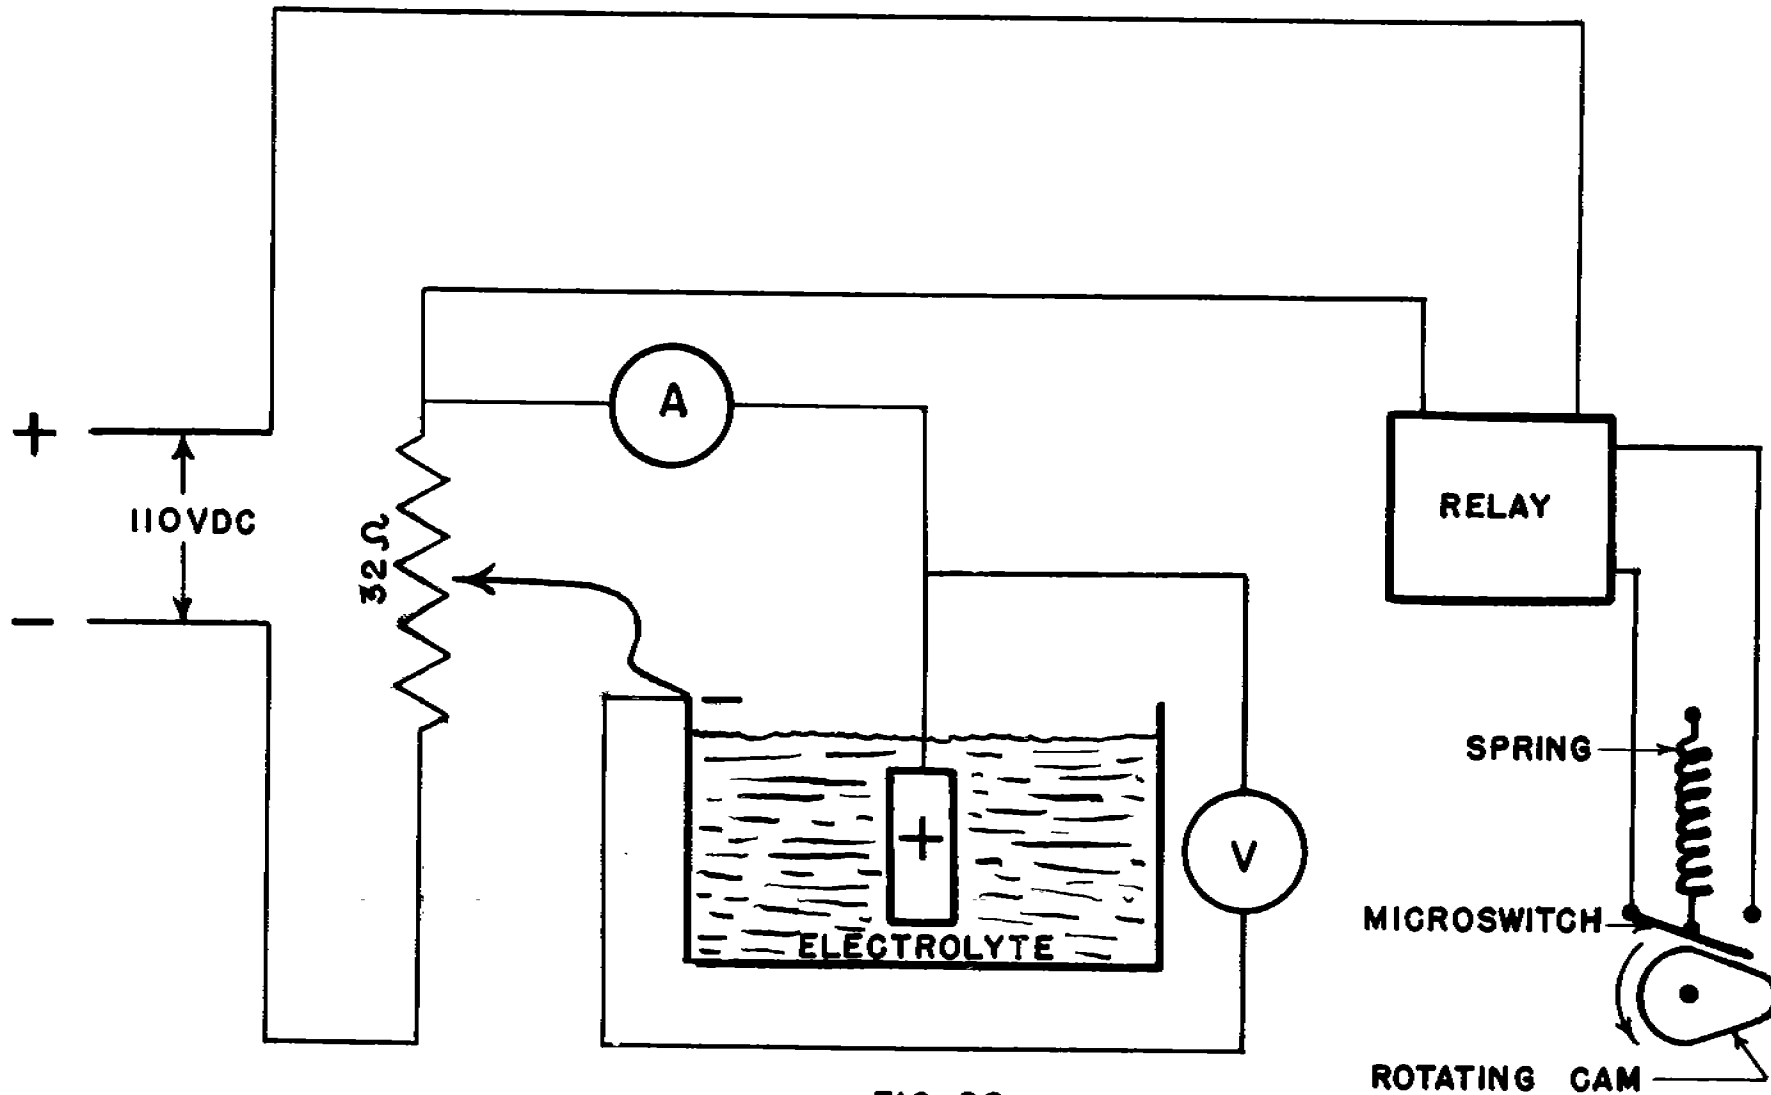 A
+
110VDC
32Ω
RELAY
−
−
SPRING
+
V
MICROSWITCH
ELECTROLYTE
ROTATING CAM